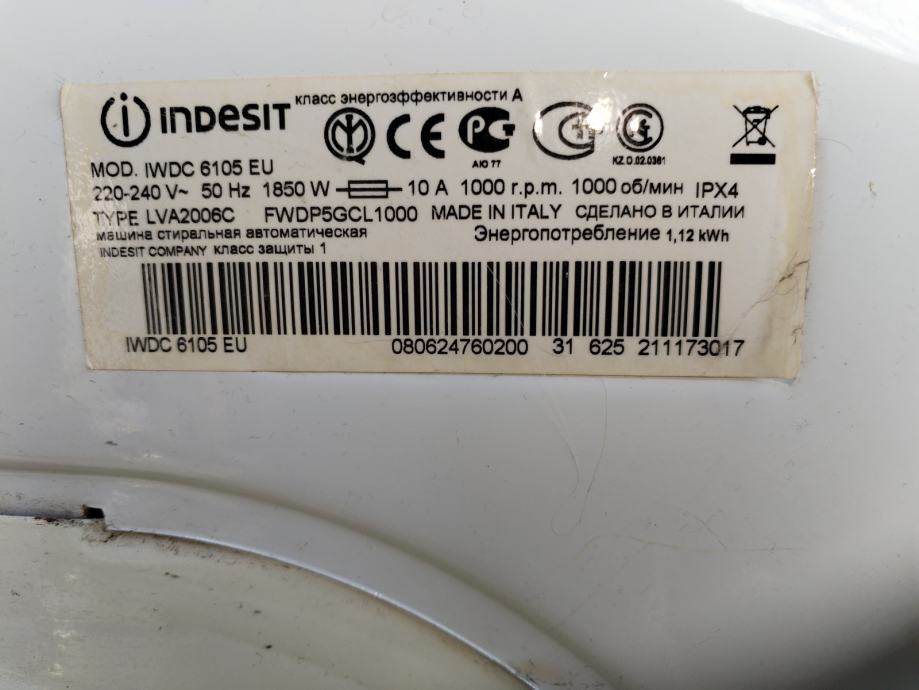 INDESIT
класс энергоэффективности А
CE
PG
АЮ 77
KZ O.02.0361
MOD. IWDC 6105 EU
220-240 V~ 50 Hz 1850 W 10 A 1000 r.p.m. 1000 об/мин IPX4
TYPE LVA2006C FWDP5GCL1000 MADE IN ITALY СДЕЛАНО В ИТАЛИИ
машина стиральная автоматическая Энергопотребление 1,12 kWh
INDESIT COMPANY класс защиты 1
IWDC 6105 EU 080624760200 31 625 211173017